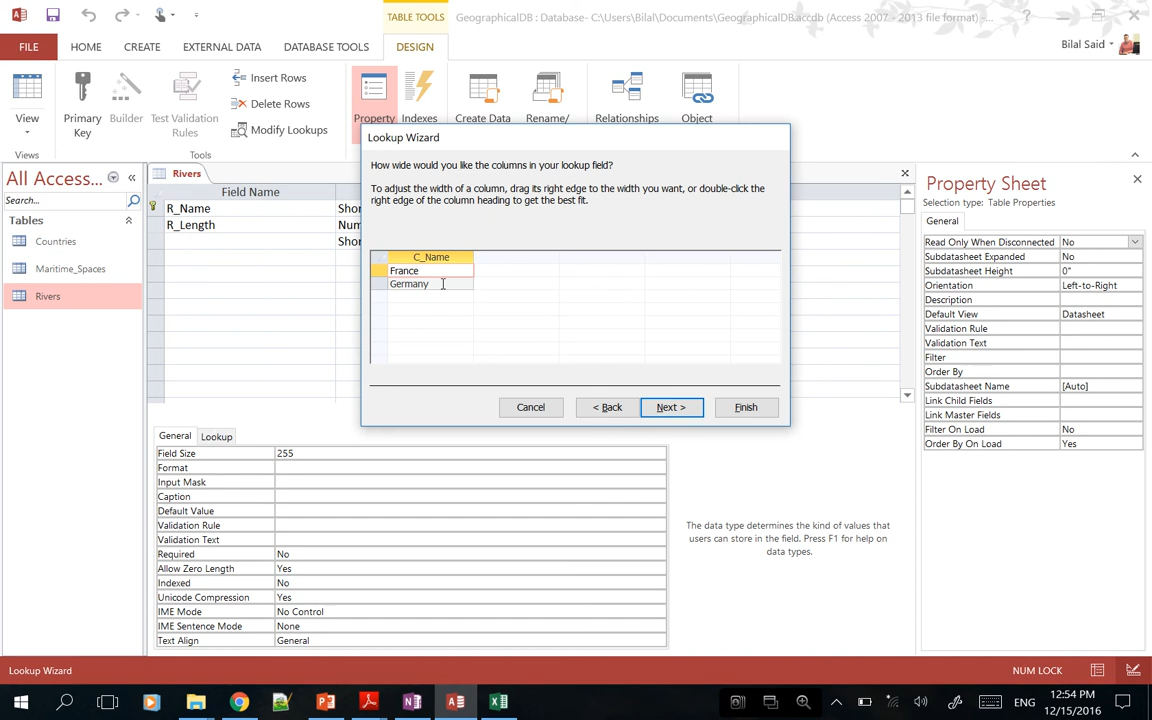 TABLE TOOLS
GeographicalDB : Database- C:\Users\Bilal\Documents\GeographicalDB.accdb (Access 2007 - 2013 file format) -...
FILE
HOME
CREATE
EXTERNAL DATA
DATABASE TOOLS
DESIGN
Bilal Said
View
Primary Key
Builder
Test Validation Rules
Insert Rows
Delete Rows
Modify Lookups
Property
Indexes
Create Data
Rename/
Relationships
Object
Views
Tools
All Access...
Search...
Tables
Countries
Maritime_Spaces
Rivers
Rivers
Field Name
R_Name
Shor
R_Length
Num
Shor
Lookup Wizard
How wide would you like the columns in your lookup field?
To adjust the width of a column, drag its right edge to the width you want, or double-click the
right edge of the column heading to get the best fit.
C_Name
France
Germany
Cancel
< Back
Next >
Finish
General
Lookup
Field Size 255
Format
Input Mask
Caption
Default Value
Validation Rule
Validation Text
Required No
Allow Zero Length Yes
Indexed No
Unicode Compression Yes
IME Mode No Control
IME Sentence Mode None
Text Align General
The data type determines the kind of values that
users can store in the field. Press F1 for help on
data types.
Property Sheet
Selection type: Table Properties
General
Read Only When Disconnected No
Subdatasheet Expanded No
Subdatasheet Height 0"
Orientation Left-to-Right
Description
Default View Datasheet
Validation Rule
Validation Text
Filter
Order By
Subdatasheet Name [Auto]
Link Child Fields
Link Master Fields
Filter On Load No
Order By On Load Yes
Lookup Wizard
NUM LOCK
ENG
12:54 PM
12/15/2016